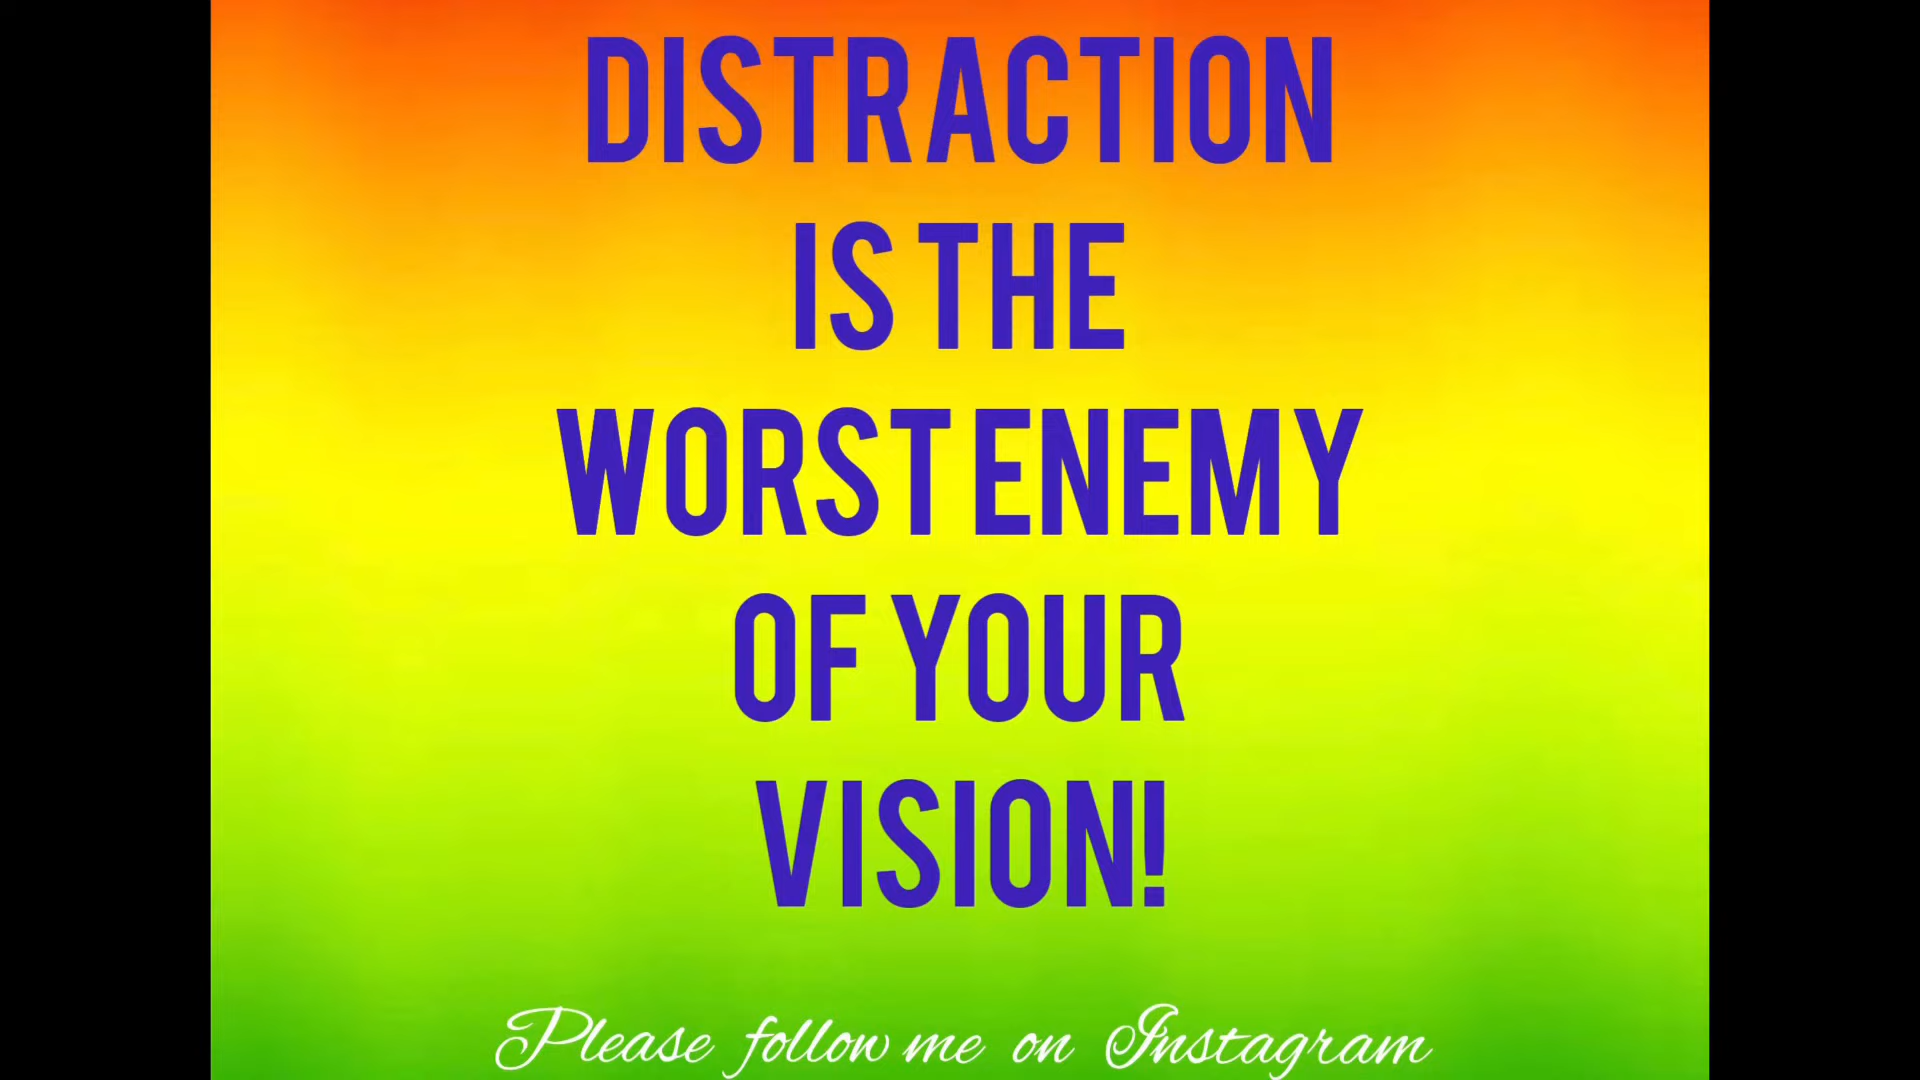 DISTRACTION
IS THE
WORST ENEMY
OF YOUR
VISION!
Please follow me on Instagram